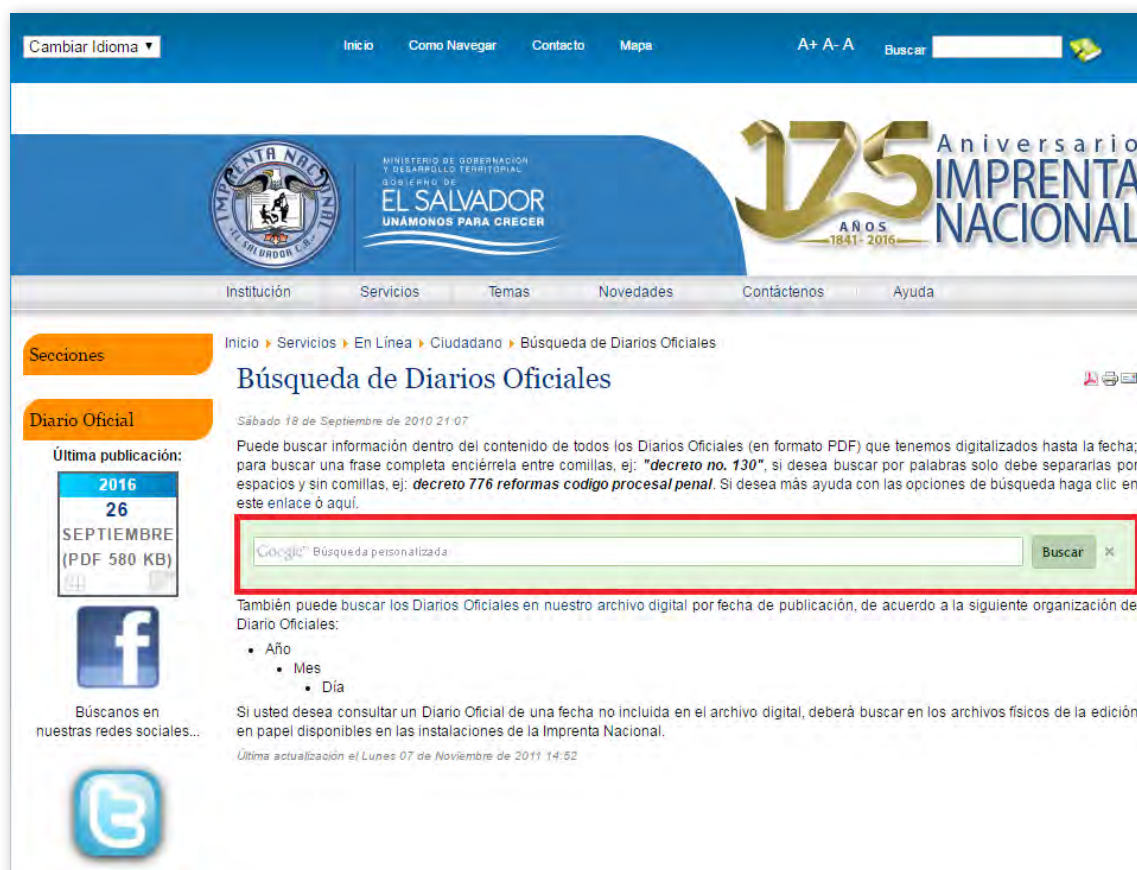 Cambiar Idioma ▼
Inicio Como Navegar Contacto Mapa
A+ A- A Buscar
IMPRENTA NACIONAL
EL SALVADOR C.A.
MINISTERIO DE GOBERNACIÓN
Y DESARROLLO TERRITORIAL
GOBIERNO DE
EL SALVADOR
UNÁMONOS PARA CRECER
175
AÑOS
1841- 2016
Aniversario
IMPRENTA
NACIONAL
Institución Servicios Temas Novedades Contáctenos Ayuda
Secciones
Diario Oficial
Última publicación:
2016
26
SEPTIEMBRE
(PDF 580 KB)
f
Búscanos en
nuestras redes sociales...
Inicio Servicios En Línea Ciudadano Búsqueda de Diarios Oficiales
Búsqueda de Diarios Oficiales
Sábado 18 de Septiembre de 2010 21:07
Puede buscar información dentro del contenido de todos los Diarios Oficiales (en formato PDF) que tenemos digitalizados hasta la fecha;
para buscar una frase completa enciérrela entre comillas, ej: "decreto no. 130", si desea buscar por palabras solo debe separarlas por
espacios y sin comillas, ej: decreto 776 reformas codigo procesal penal. Si desea más ayuda con las opciones de búsqueda haga clic en
este enlace ó aquí.
Google™ Búsqueda personalizada
Buscar ×
También puede buscar los Diarios Oficiales en nuestro archivo digital por fecha de publicación, de acuerdo a la siguiente organización de
Diario Oficiales:
• Año
• Mes
• Día
Si usted desea consultar un Diario Oficial de una fecha no incluida en el archivo digital, deberá buscar en los archivos físicos de la edición
en papel disponibles en las instalaciones de la Imprenta Nacional.
Última actualización el Lunes 07 de Noviembre de 2011 14:52